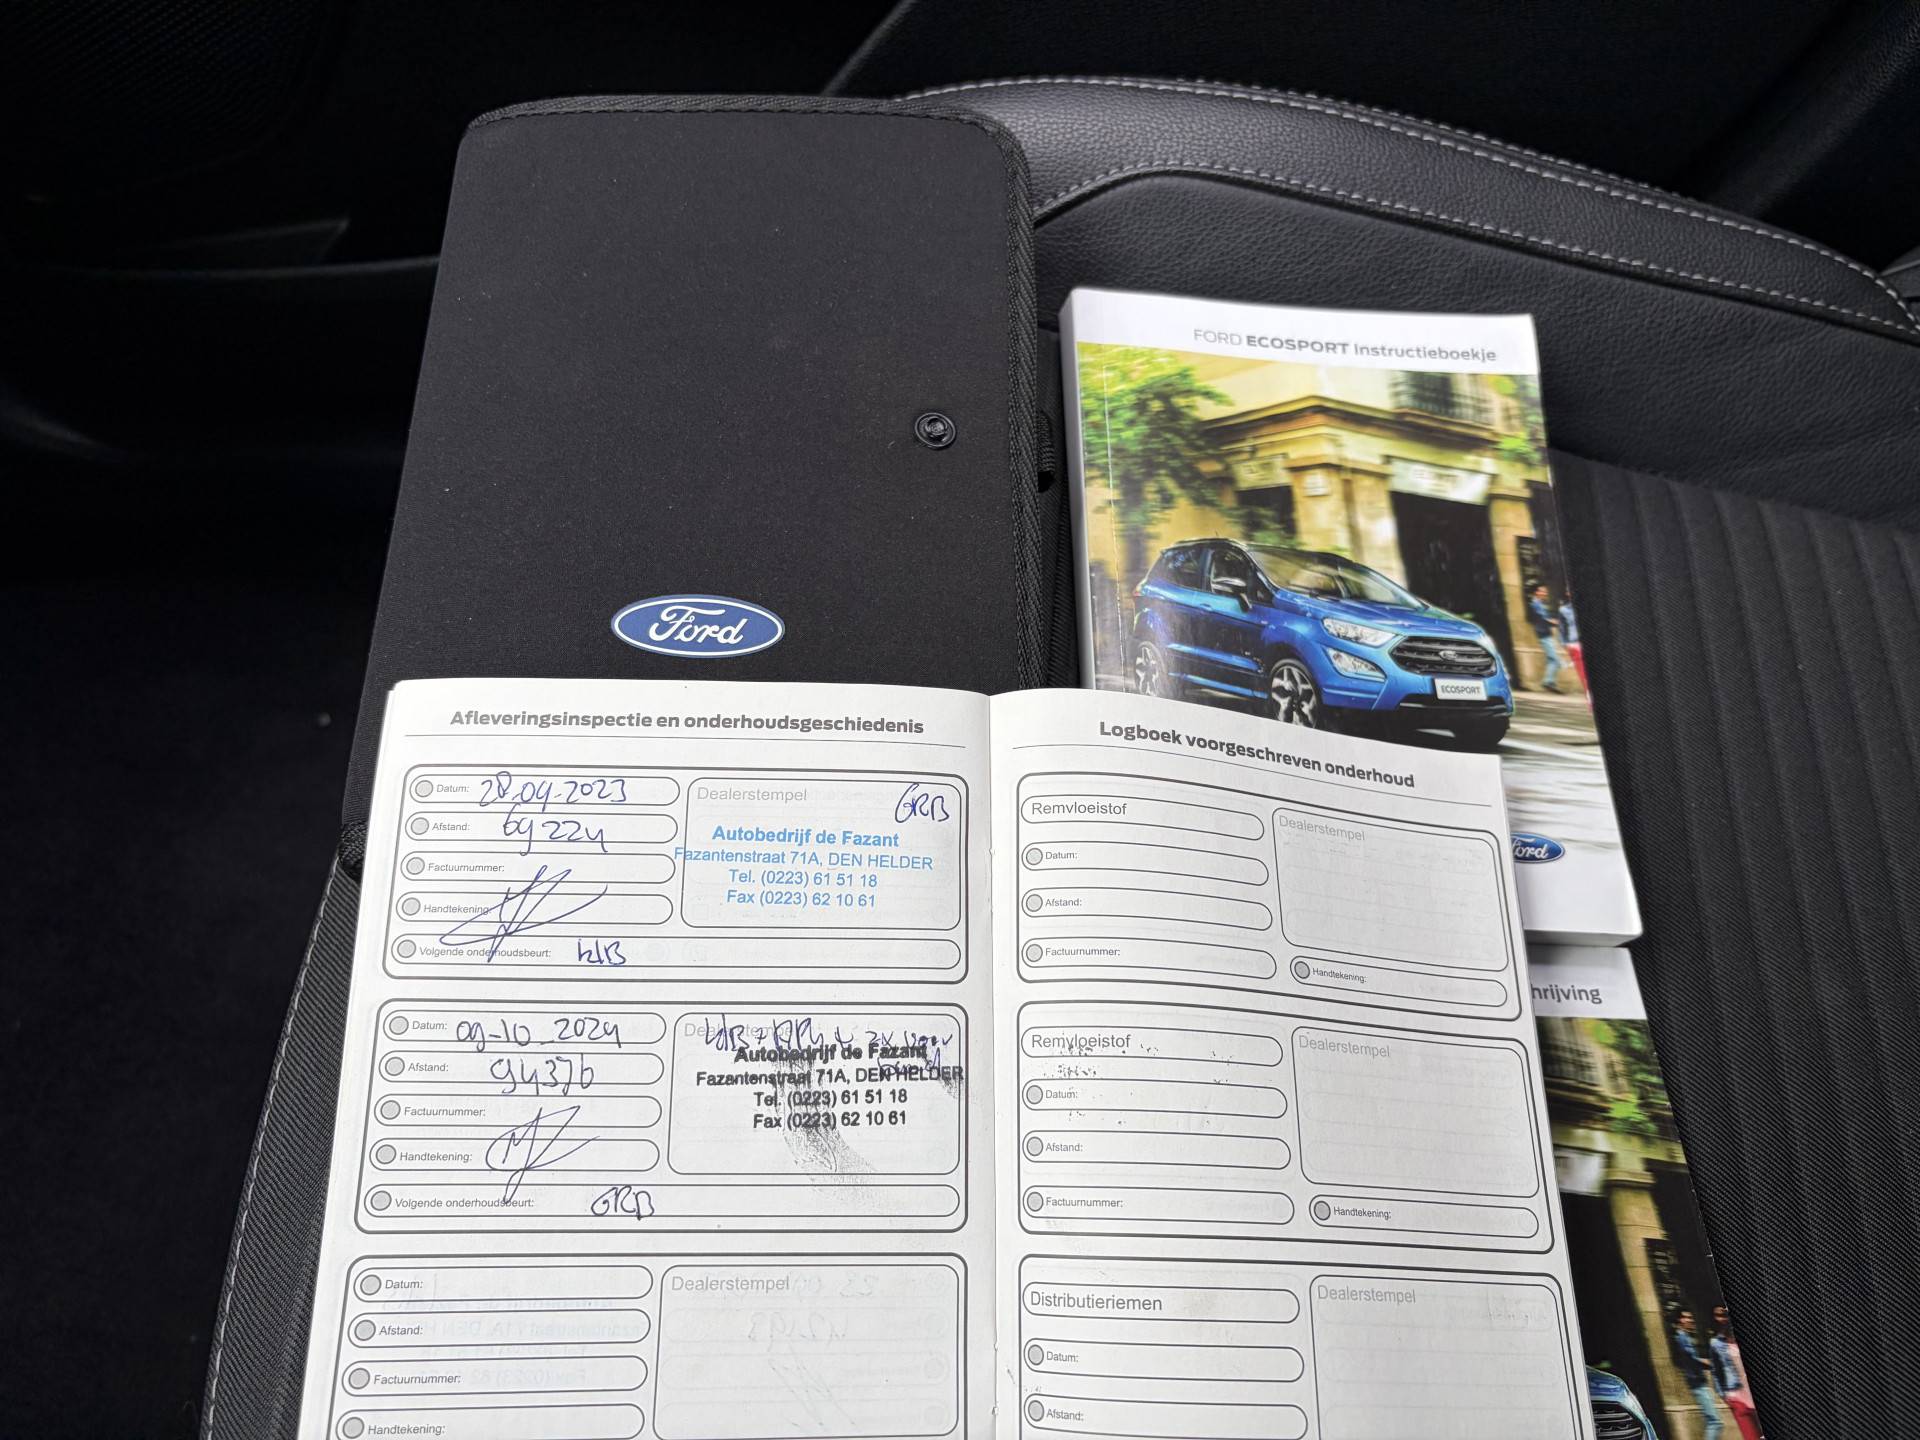 FORD ECOSPORT Instructieboekje
ECOSPORT
Ford
Ford
hrijving
Afleveringsinspectie en onderhoudsgeschiedenis
Datum: 28-09-2023
Afstand: 69224
Factuurnummer:
Handtekening:
Volgende onderhoudsbeurt: KLB
Dealerstempel GRB
Autobedrijf de Fazant
Fazantenstraat 71A, DEN HELDER
Tel. (0223) 61 51 18
Fax (0223) 62 10 61
Datum: 09-10-2024
Afstand: 94376
Factuurnummer:
Handtekening:
Volgende onderhoudsbeurt: GRB
Dealerstempel
Autobedrijf de Fazant
Fazantenstraat 71A, DEN HELDER
Tel. (0223) 61 51 18
Fax (0223) 62 10 61
Datum:
Afstand:
Factuurnummer:
Handtekening:
Dealerstempel
Logboek voorgeschreven onderhoud
Remvloeistof
Datum:
Afstand:
Factuurnummer:
Dealerstempel
Handtekening:
Remvloeistof
Datum:
Afstand:
Factuurnummer:
Dealerstempel
Handtekening:
Distributieriemen
Datum:
Afstand:
Dealerstempel